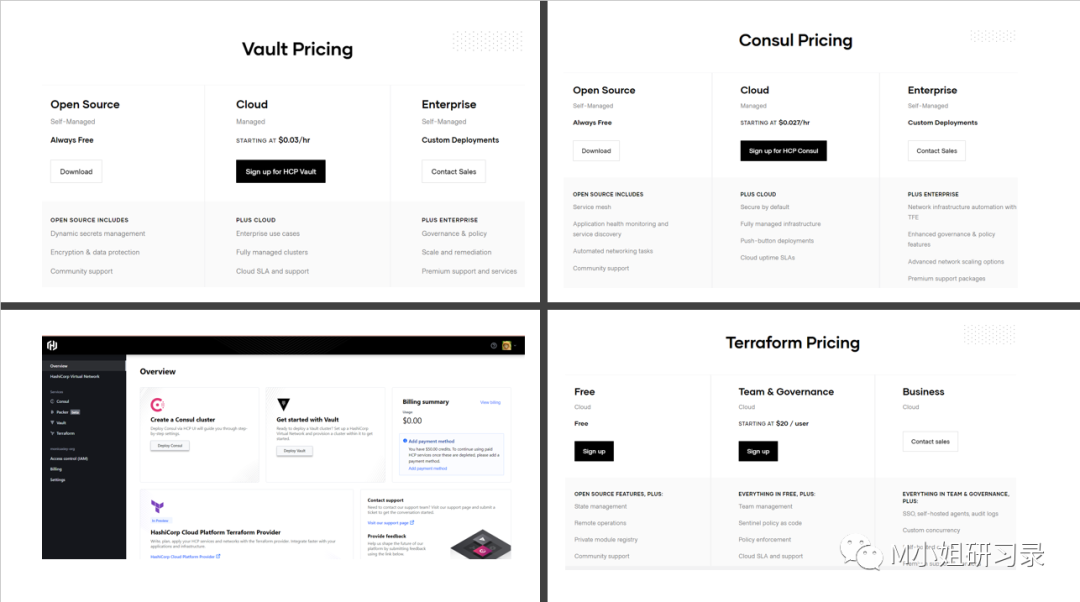 Vault Pricing
Open Source
Self-Managed
Always Free
Download
OPEN SOURCE INCLUDES
Dynamic secrets management
Encryption & data protection
Community support
Cloud
Managed
STARTING AT $0.03/hr
Sign up for HCP Vault
PLUS CLOUD
Enterprise use cases
Fully managed clusters
Cloud SLA and support
Enterprise
Self-Managed
Custom Deployments
Contact Sales
PLUS ENTERPRISE
Governance & policy
Scale and remediation
Premium support and services
Consul Pricing
Open Source
Self-Managed
Always Free
Download
OPEN SOURCE INCLUDES
Service mesh
Application health monitoring and
service discovery
Automated networking tasks
Community support
Cloud
Managed
STARTING AT $0.027/hr
Sign up for HCP Consul
PLUS CLOUD
Secure by default
Fully managed infrastructure
Push-button deployments
Cloud uptime SLAs
Enterprise
Self-Managed
Custom Deployments
Contact Sales
PLUS ENTERPRISE
Network infrastructure automation with
TFE
Enhanced governance & policy
features
Advanced network scaling options
Premium support packages
Overview
HashiCorp Virtual Network
Services
Consul
Packer beta
Vault
Terraform
HashiCorp org
Access control (IAM)
Billing
Settings
Overview
Create a Consul cluster
Deploy Consul via HCP UI will guide you through step-
by-step settings.
Deploy Consul
Get started with Vault
Ready to deploy a Vault cluster? Set up a HashiCorp
Virtual Network and provision a cluster within it to get
started.
Deploy Vault
Billing summary
View billing
Usage
$0.00
Add payment method
You have $50.00 credits. To continue using paid
HCP services once these are depleted, please add a
payment method.
Add payment method
In Preview
HashiCorp Cloud Platform Terraform Provider
Write, plan, apply your HCP services and networks with the Terraform provider. Integrate faster with your
applications and infrastructure.
HashiCorp Cloud Platform Provider
Contact support
Need to contact our support team? Visit our support page and submit a
ticket to get the conversation started.
Visit our support page
Provide feedback
Help us shape the future of our
platform by submitting feedback
using the link below.
Terraform Pricing
Free
Cloud
Free
Sign up
OPEN SOURCE FEATURES, PLUS:
State management
Remote operations
Private module registry
Community support
Team & Governance
Cloud
STARTING AT $20 / user
Sign up
EVERYTHING IN FREE, PLUS:
Team management
Sentinel policy as code
Policy enforcement
Cloud SLA and support
Business
Cloud
Contact sales
EVERYTHING IN TEAM & GOVERNANCE,
PLUS:
SSO, self-hosted agents, audit logs
Custom concurrency
M小姐研习录